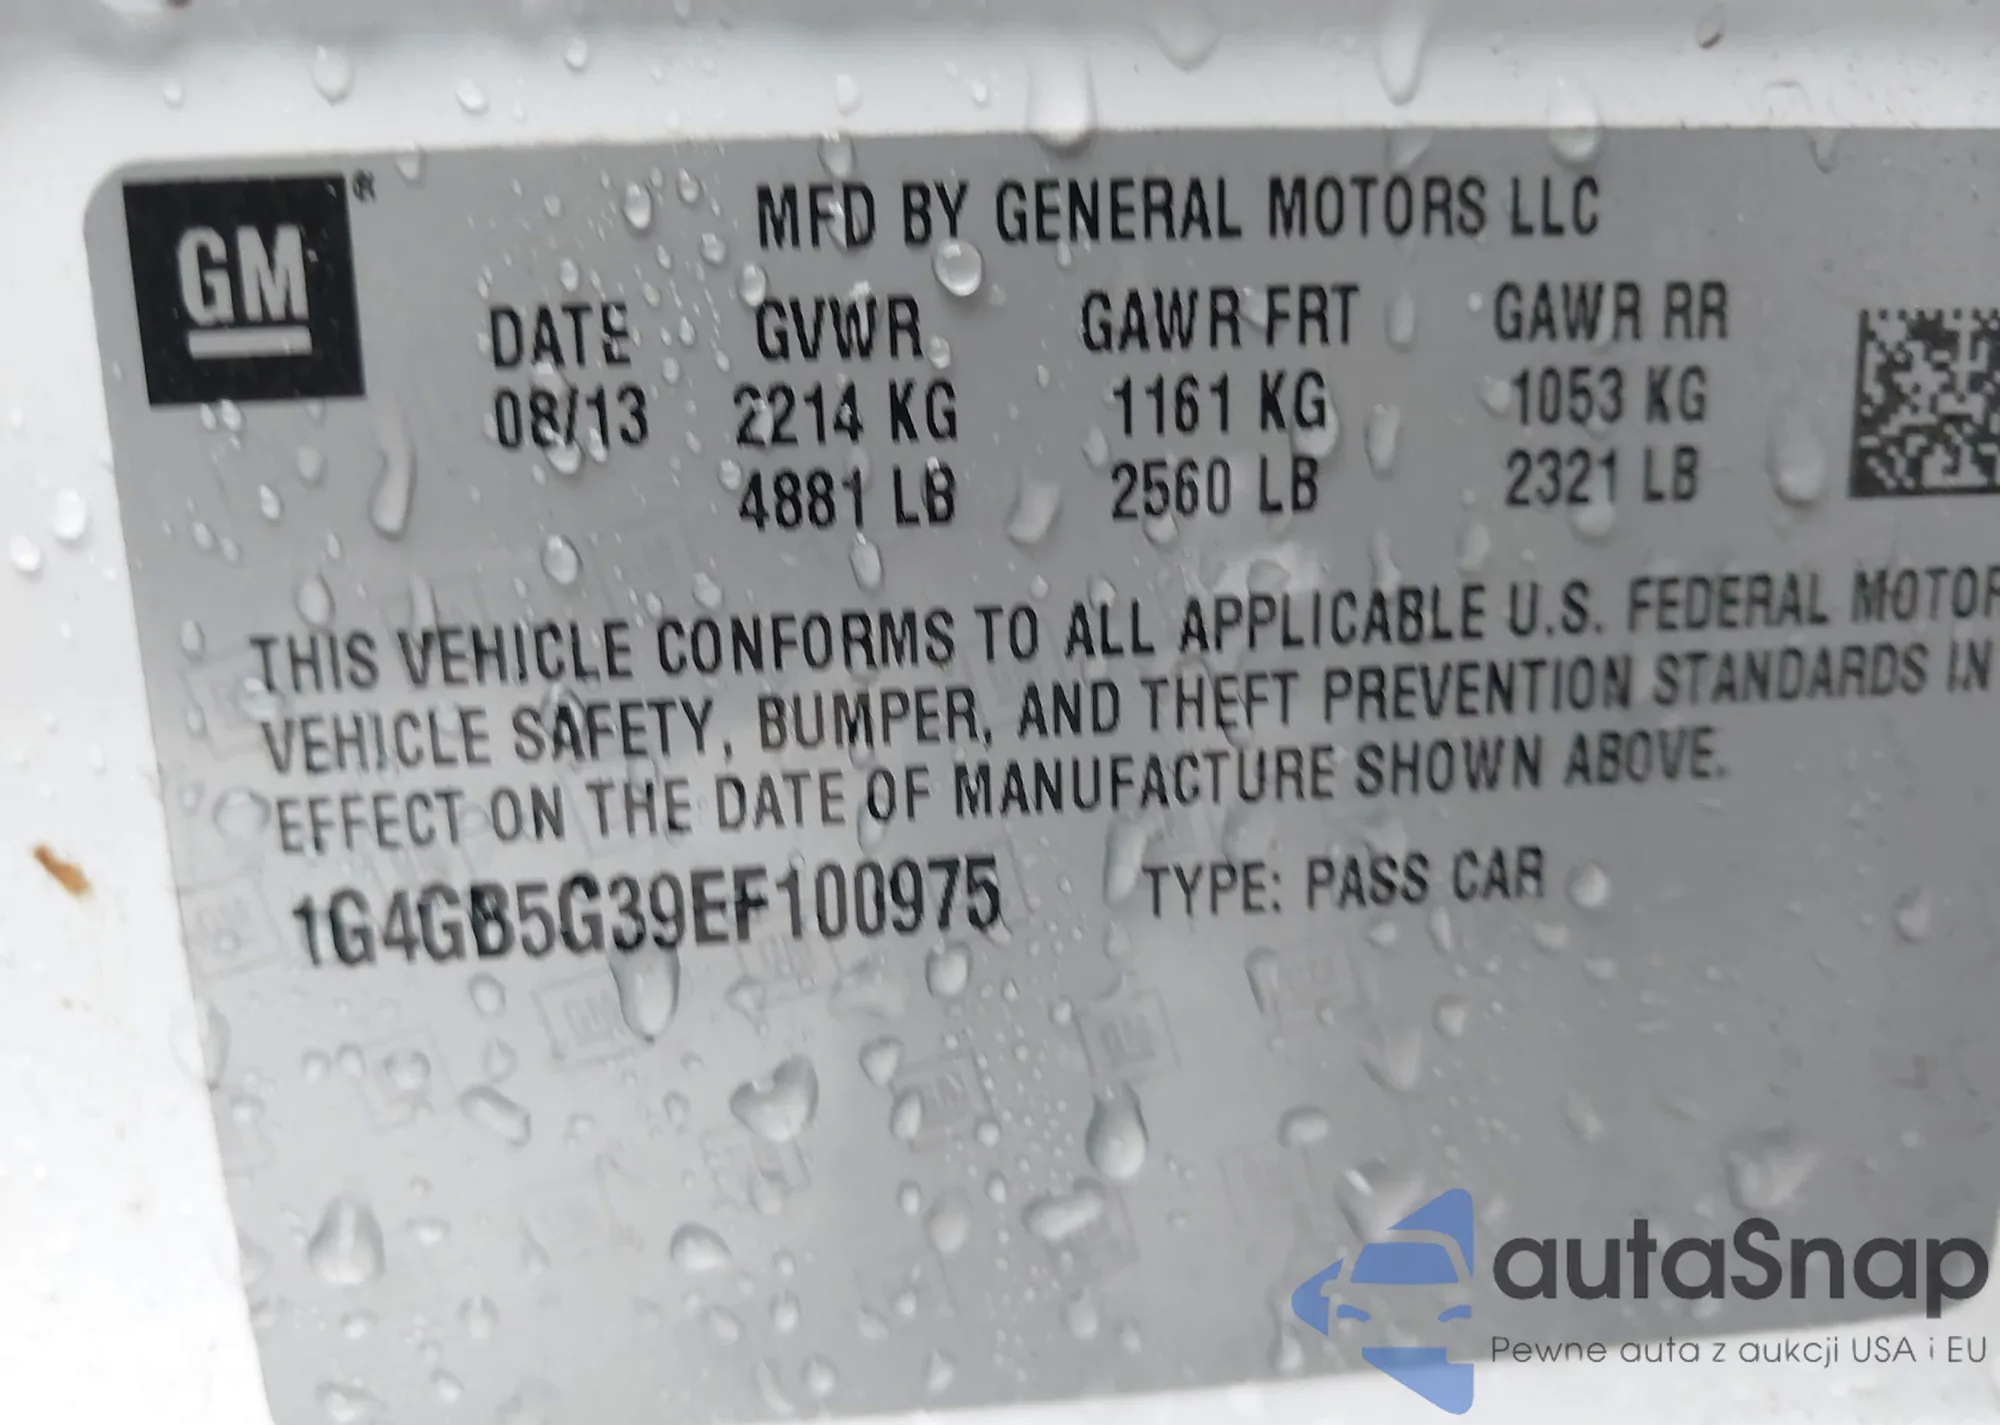 GM®
MFD BY GENERAL MOTORS LLC
DATE GVWR GAWR FRT GAWR RR
08/13 2214 KG 1161 KG 1053 KG
4881 LB 2560 LB 2321 LB
THIS VEHICLE CONFORMS TO ALL APPLICABLE U.S. FEDERAL MOTOR
VEHICLE SAFETY, BUMPER, AND THEFT PREVENTION STANDARDS IN
EFFECT ON THE DATE OF MANUFACTURE SHOWN ABOVE.
1G4GB5G39EF100975 TYPE: PASS CAR
autaSnap
Pewne auta z aukcji USA i EU